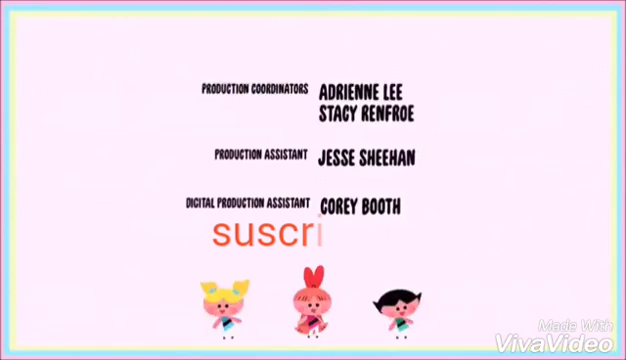 PRODUCTION COORDINATORS ADRIENNE LEE
STACY RENFROE
PRODUCTION ASSISTANT JESSE SHEEHAN
DIGITAL PRODUCTION ASSISTANT COREY BOOTH
suscri
Made With
VivaVideo